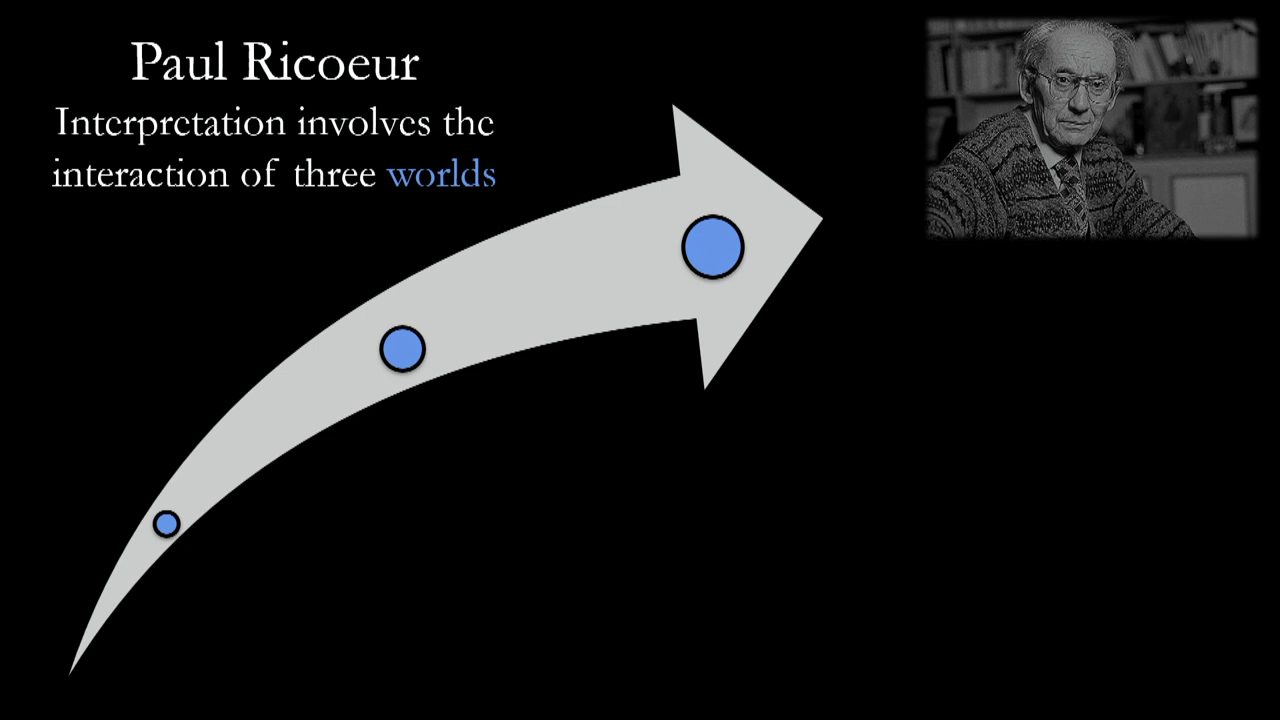 Paul Ricoeur
Interpretation involves the
interaction of three worlds